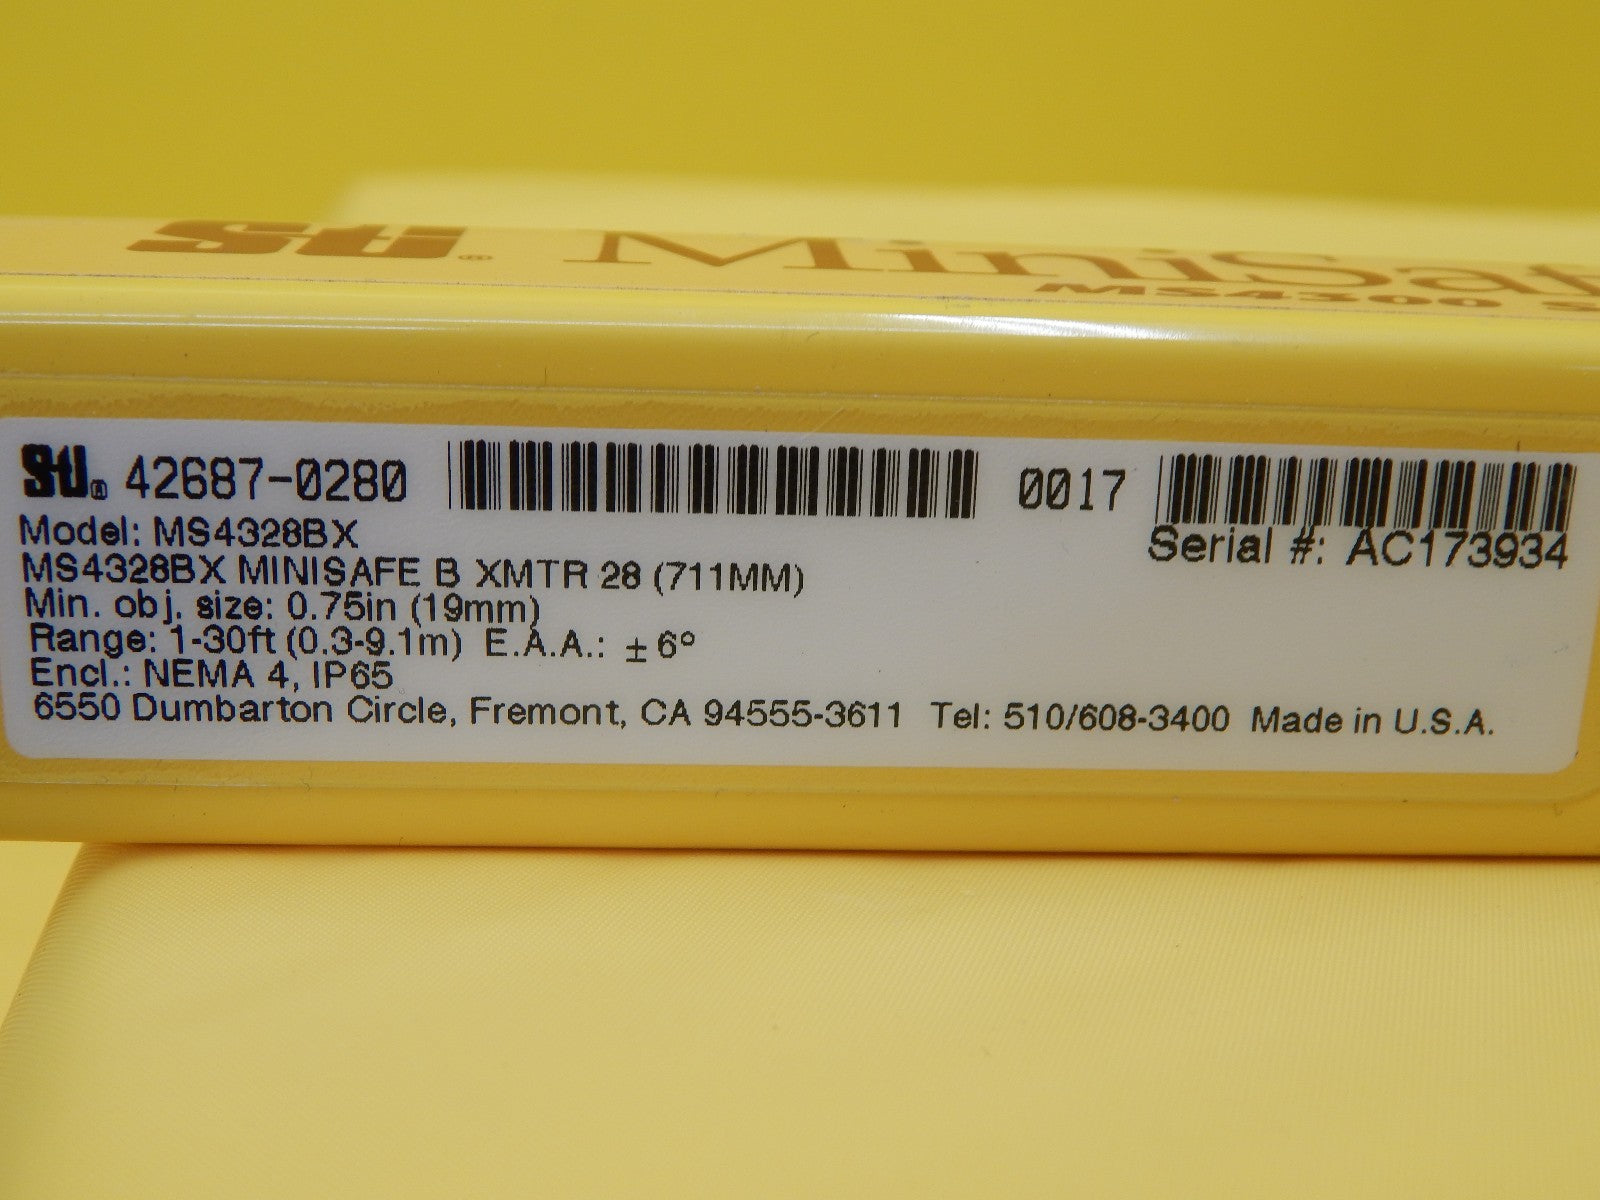 Sti® MiniSaf
MS4300 S
Sti® 42687-0280 0017
Model: MS4328BX Serial #: AC173934
MS4328BX MINISAFE B XMTR 28 (711MM)
Min. obj. size: 0.75in (19mm)
Range: 1-30ft (0.3-9.1m) E.A.A.: ± 6°
Encl.: NEMA 4, IP65
6550 Dumbarton Circle, Fremont, CA 94555-3611 Tel: 510/608-3400 Made in U.S.A.